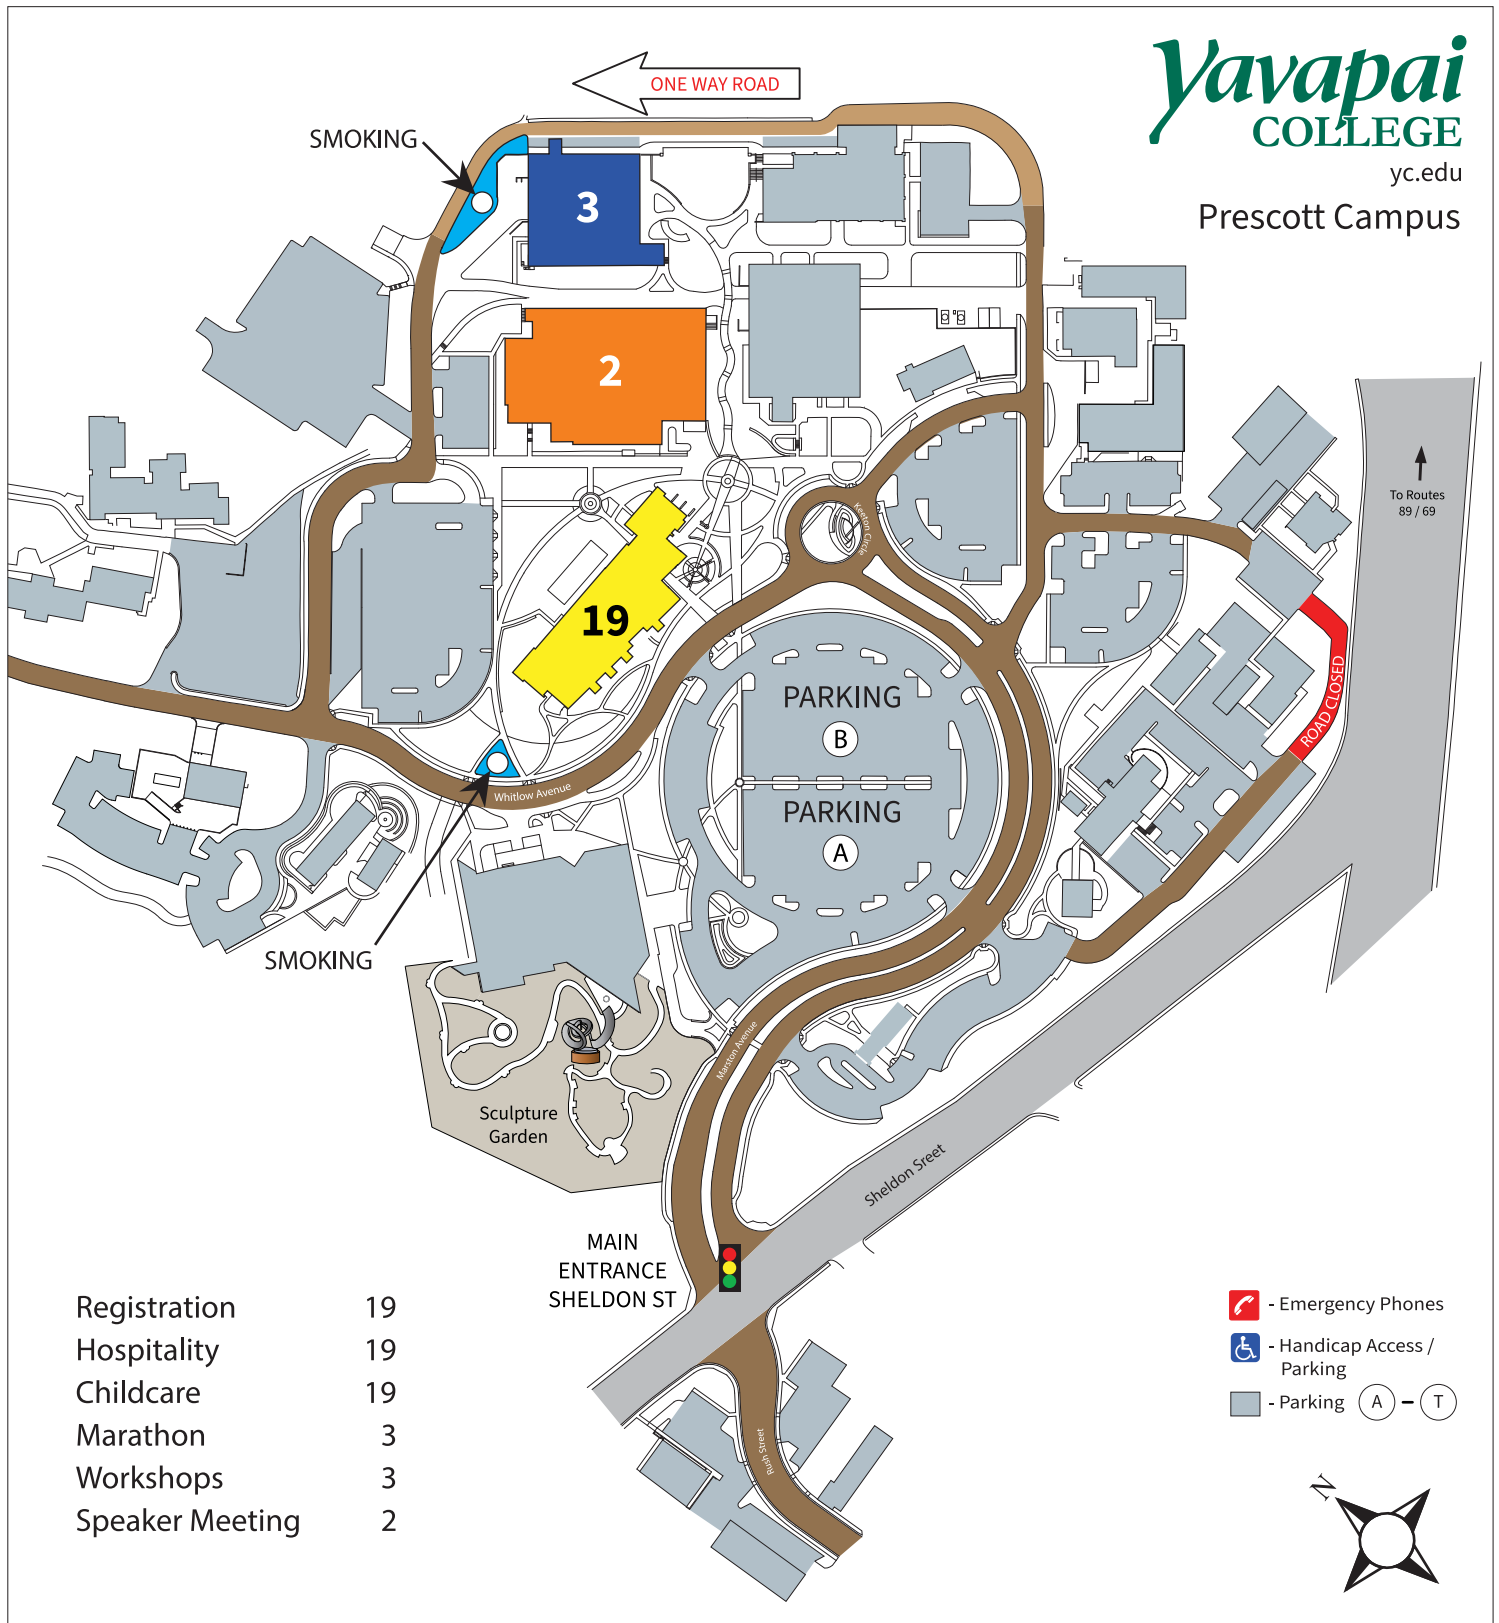 ONE WAY ROAD
Yavapai
COLLEGE
yc.edu
Prescott Campus
SMOKING
3
2
To Routes
89 / 69
Keeton Circle
19
ROAD CLOSED
PARKING
B
Whitlow Avenue
PARKING
A
SMOKING
Marston Avenue
Sculpture
Garden
Sheldon Sreet
MAIN
ENTRANCE
SHELDON ST
Registration 19
Hospitality 19
Childcare 19
Marathon 3
Workshops 3
Speaker Meeting 2
- Emergency Phones
- Handicap Access /
Parking
- Parking A – T
Rush Street
N